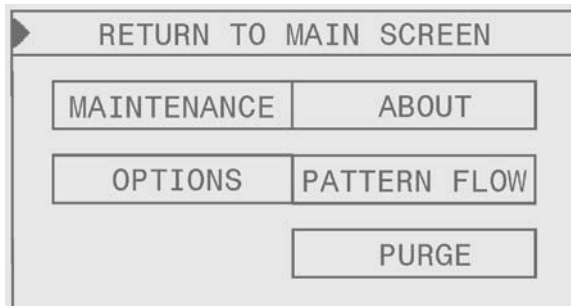 RETURN TO MAIN SCREEN
MAINTENANCE ABOUT
OPTIONS PATTERN FLOW
PURGE